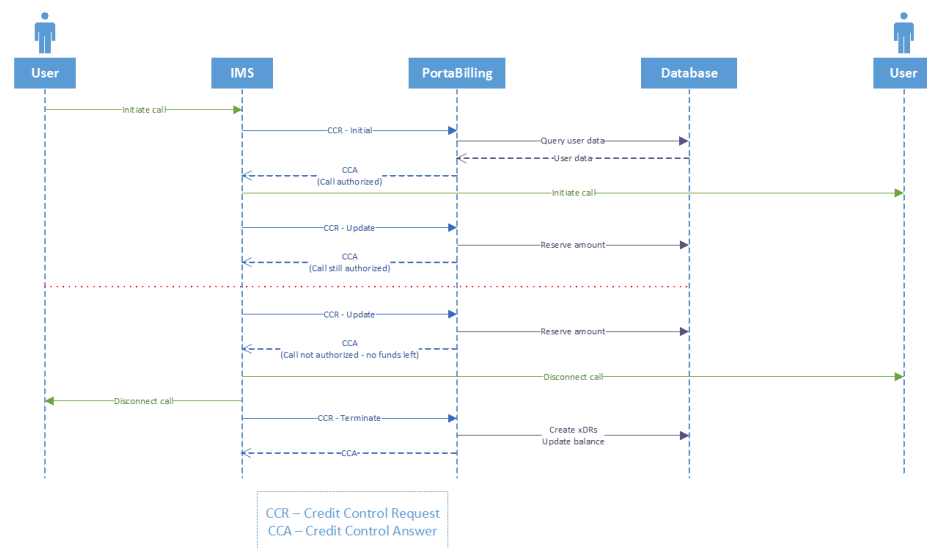 User
IMS
PortaBilling
Database
User
Initiate call
CCR - Initial
Query user data
User data
CCA
(Call authorized)
Initiate call
CCR - Update
Reserve amount
CCA
(Call still authorized)
CCR - Update
Reserve amount
CCA
(Call not authorized - no funds left)
Disconnect call
Disconnect call
CCR - Terminate
Create xDRs
Update balance
CCA
CCR – Credit Control Request
CCA – Credit Control Answer